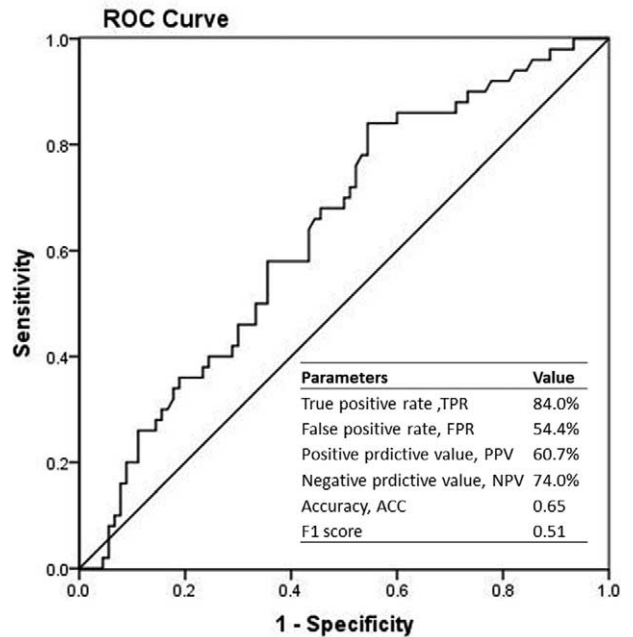 ROC Curve
1.0
0.8
0.6
0.4
0.2
0.0
Sensitivity
Parameters Value
True positive rate ,TPR 84.0%
False positive rate, FPR 54.4%
Positive prdictive value, PPV 60.7%
Negative prdictive value, NPV 74.0%
Accuracy, ACC 0.65
F1 score 0.51
0.0 0.2 0.4 0.6 0.8 1.0
1 - Specificity